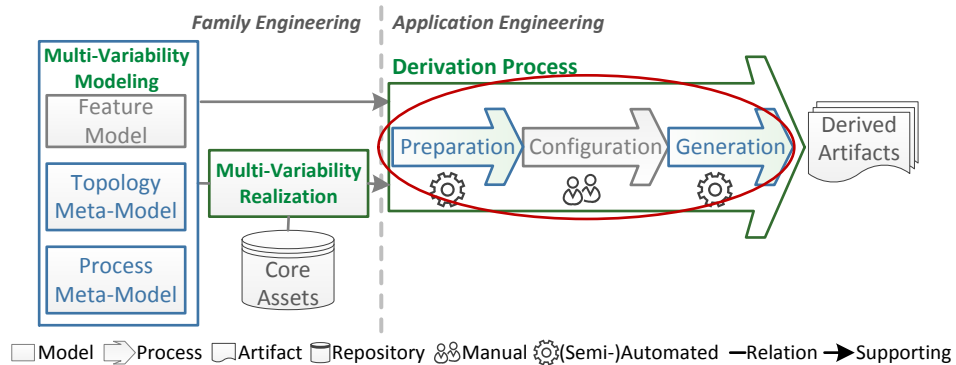 Family Engineering
Application Engineering
Multi-Variability
Modeling
Feature
Model
Topology
Meta-Model
Process
Meta-Model
Multi-Variability
Realization
Core
Assets
Derivation Process
Preparation
Configuration
Generation
Derived
Artifacts
Model Process Artifact Repository Manual (Semi-)Automated Relation Supporting